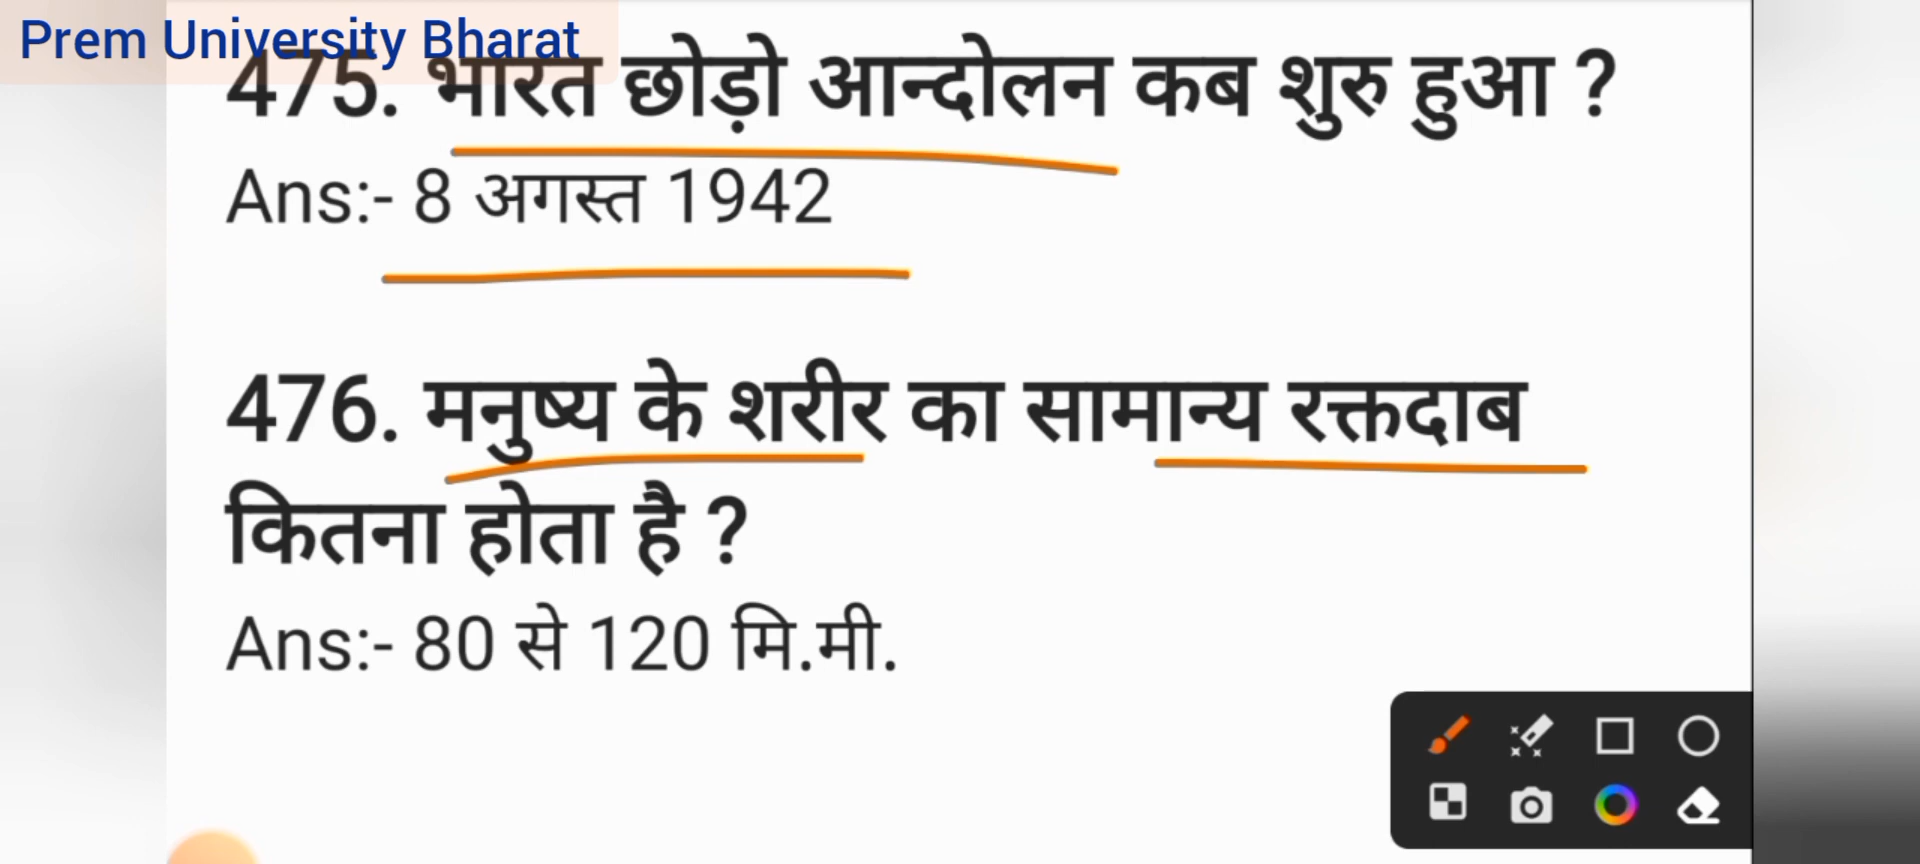 Prem University Bharat
475. भारत छोड़ो आन्दोलन कब शुरु हुआ ?
Ans:- 8 अगस्त 1942
476. मनुष्य के शरीर का सामान्य रक्तदाब
कितना होता है ?
Ans:- 80 से 120 मि.मी.